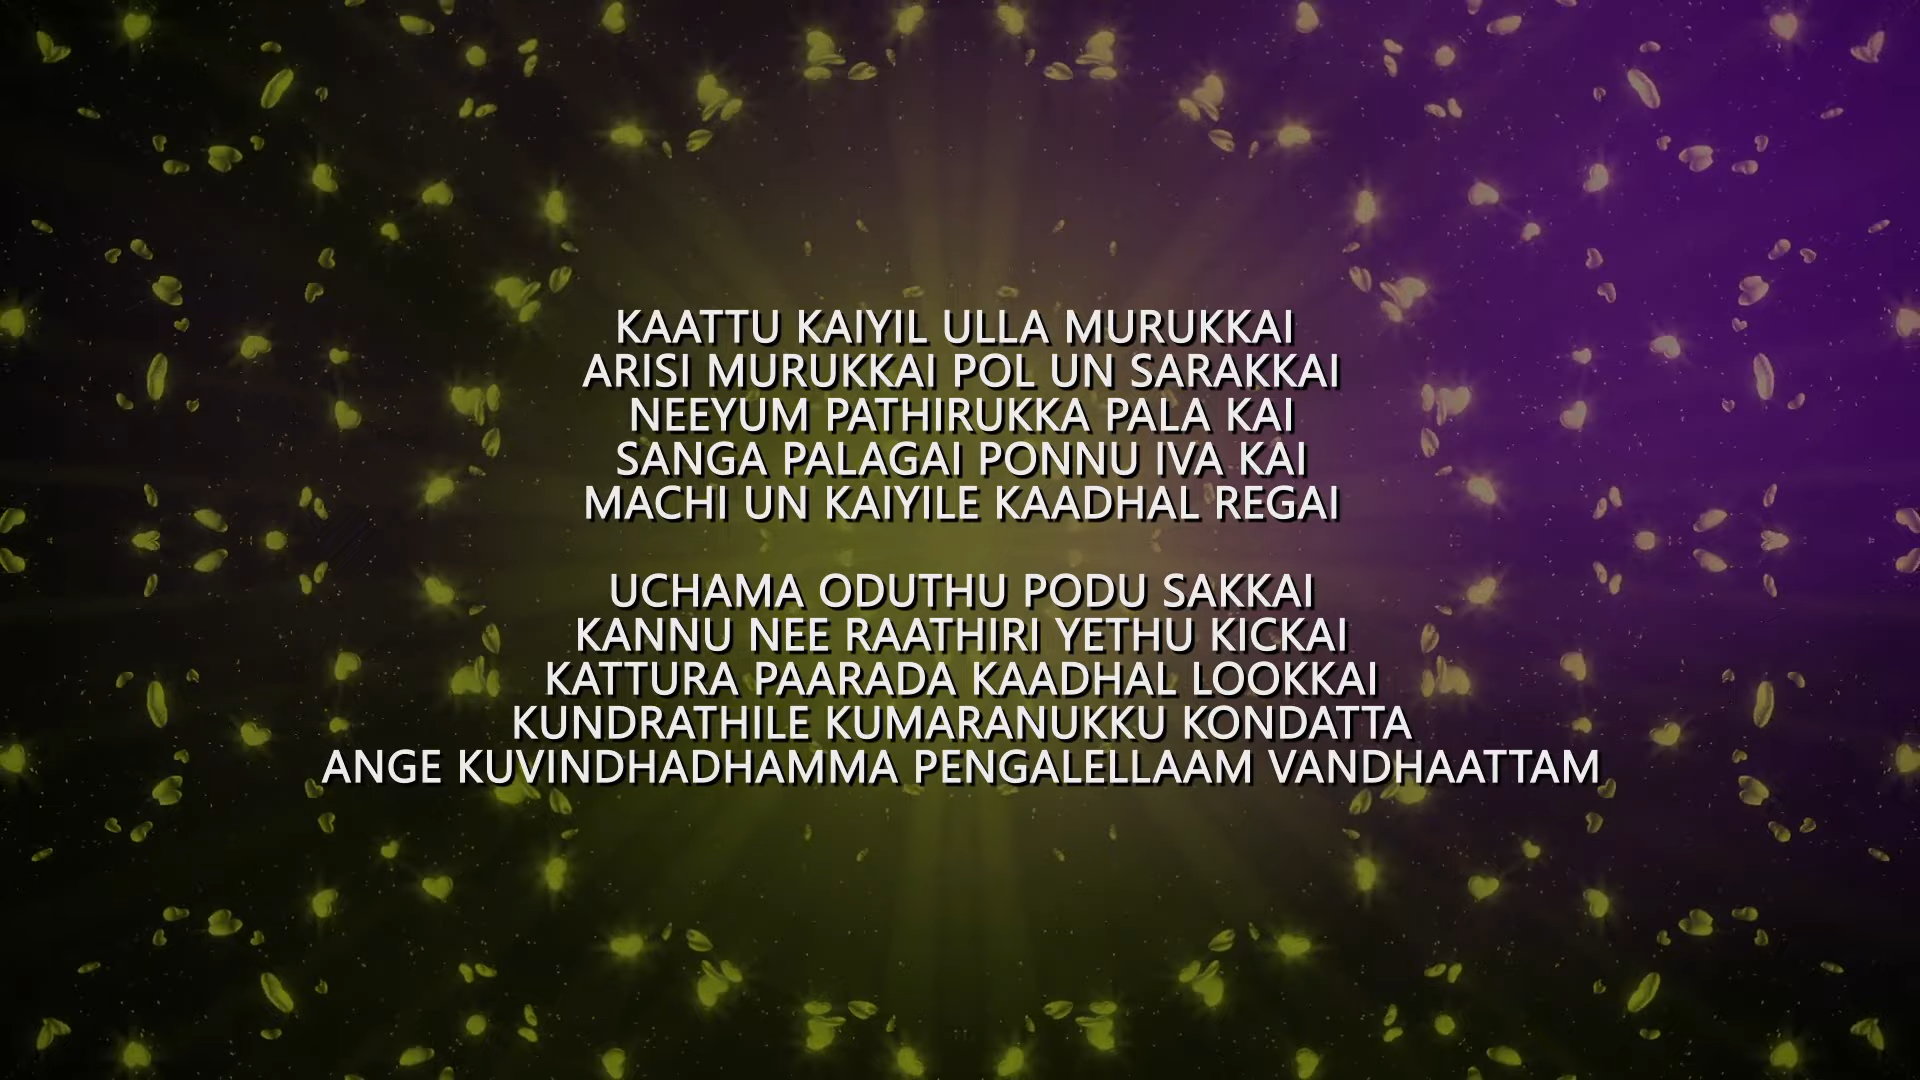 KAATTU KAIYIL ULLA MURUKKAI
ARISI MURUKKAI POL UN SARAKKAI
NEEYUM PATHIRUKKA PALA KAI
SANGA PALAGAI PONNU IVA KAI
MACHI UN KAIYILE KAADHAL REGAI
UCHAMA ODUTHU PODU SAKKAI
KANNU NEE RAATHIRI YETHU KICKAI
KATTURA PAARADA KAADHAL LOOKKAI
KUNDRATHILE KUMARANUKKU KONDATTA
ANGE KUVINDHADHAMMA PENGALELLAAM VANDHAATTAM